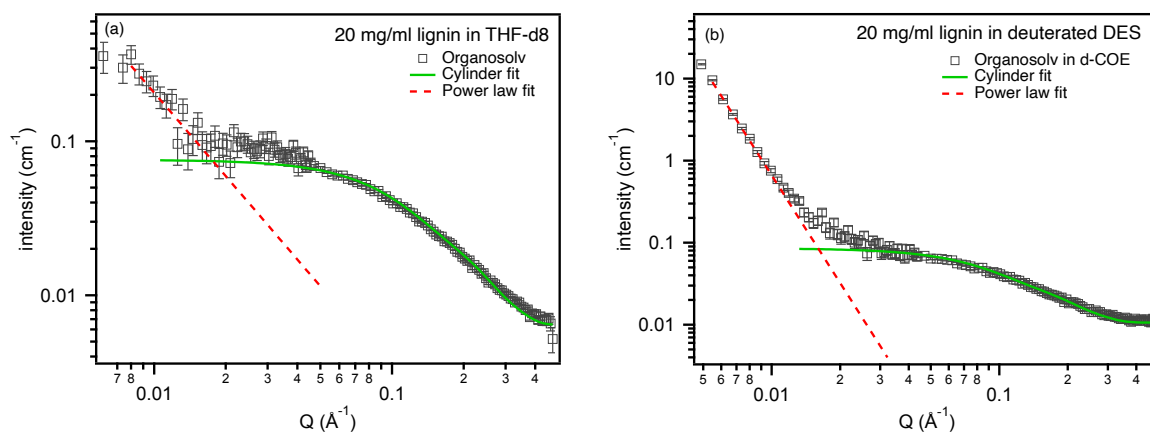 (a)
20 mg/ml lignin in THF-d8
Organosolv
Cylinder fit
Power law fit
intensity (cm-1)
0.1
0.01
7 8 0.01 2 3 4 5 6 7 8 0.1 2 3 4
Q (Å-1)
(b)
20 mg/ml lignin in deuterated DES
Organosolv in d-COE
Cylinder fit
Power law fit
intensity (cm-1)
10
1
0.1
0.01
5 6 7 8 0.01 2 3 4 5 6 7 8 0.1 2 3 4
Q (Å-1)